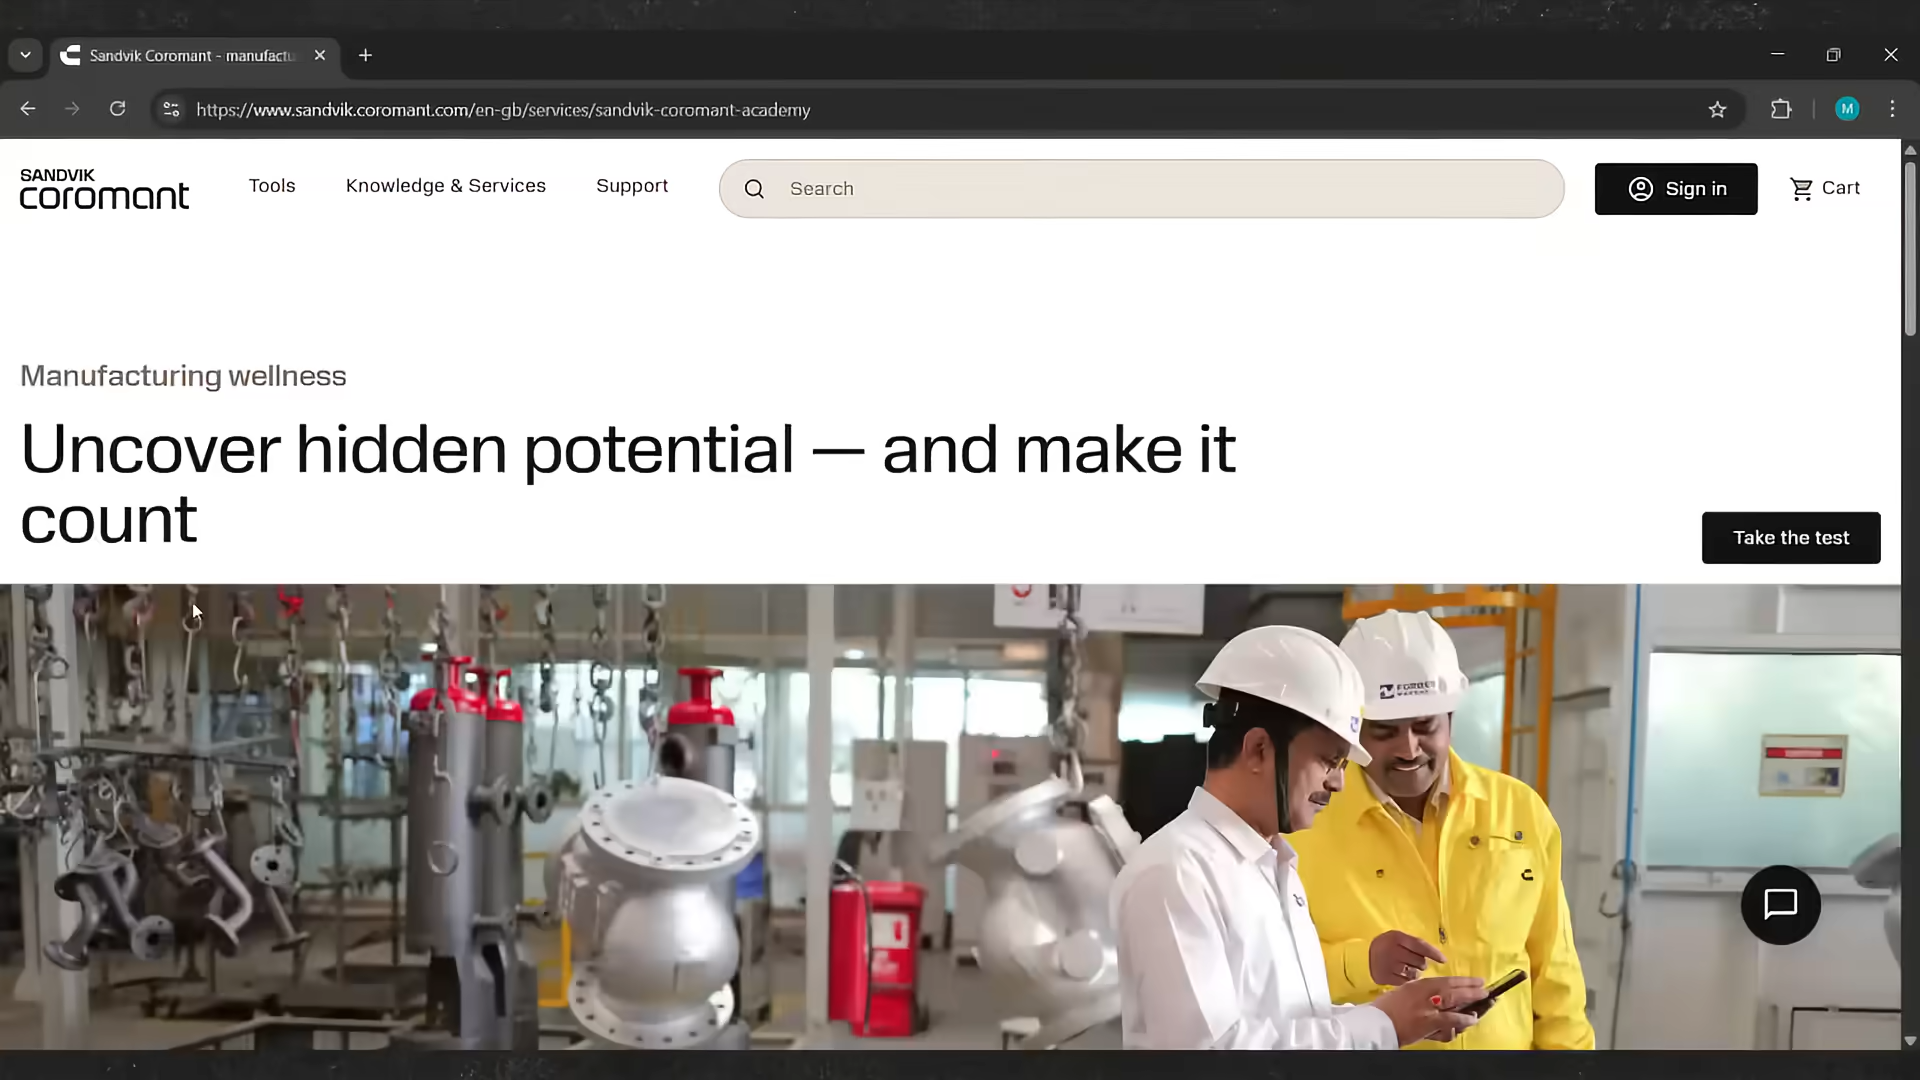 Sandvik Coromant - manufactu
https://www.sandvik.coromant.com/en-gb/services/sandvik-coromant-academy
M
SANDVIK
coromant
Tools
Knowledge & Services
Support
Search
Sign in
Cart
Manufacturing wellness
Uncover hidden potential — and make it
count
Take the test